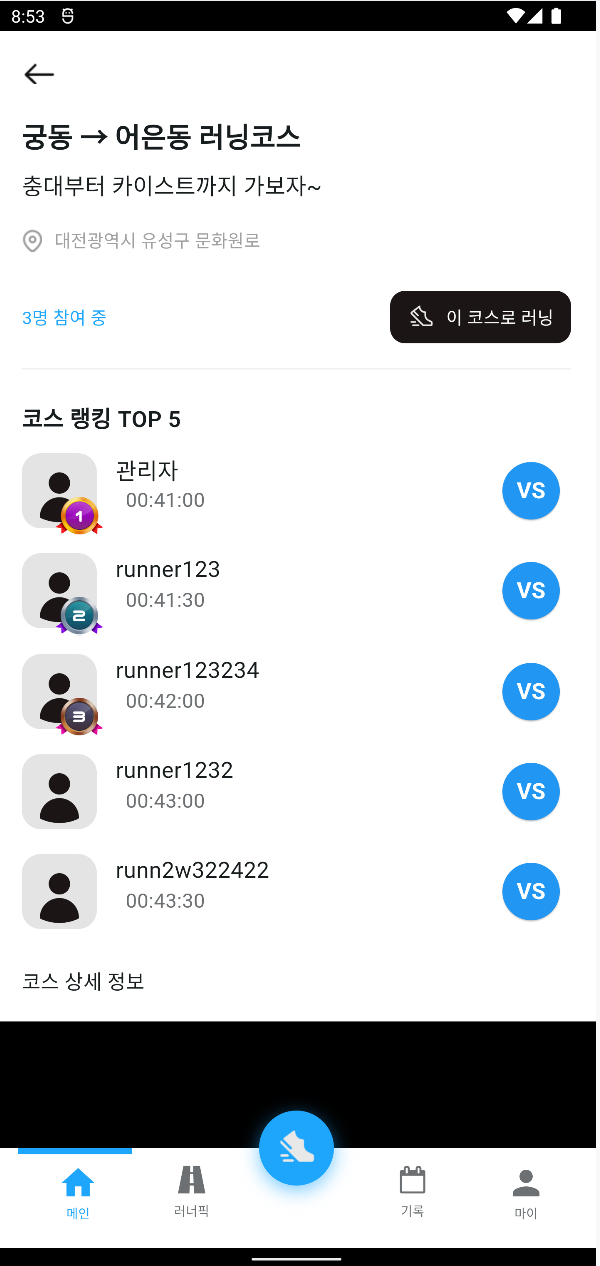 8:53
궁동 → 어은동 러닝코스
충대부터 카이스트까지 가보자~
대전광역시 유성구 문화원로
3명 참여 중
이 코스로 러닝
코스 랭킹 TOP 5
관리자
00:41:00
1
VS
runner123
00:41:30
2
VS
runner123234
00:42:00
3
VS
runner1232
00:43:00
VS
runn2w322422
00:43:30
VS
코스 상세 정보
메인
러너픽
기록
마이